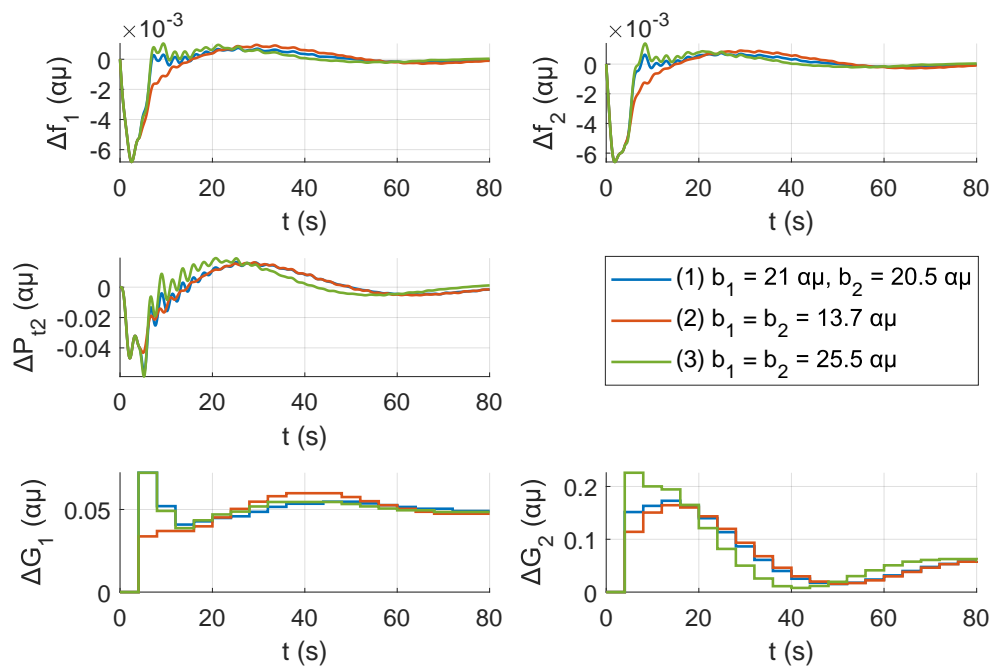 ×10⁻³
Δf₁ (αμ)
0
-2
-4
-6
0 20 40 60 80
t (s)
×10⁻³
Δf₂ (αμ)
0
-2
-4
-6
0 20 40 60 80
t (s)
ΔPₜ₂ (αμ)
0
-0.02
-0.04
0 20 40 60 80
t (s)
(1) b₁ = 21 αμ, b₂ = 20.5 αμ
(2) b₁ = b₂ = 13.7 αμ
(3) b₁ = b₂ = 25.5 αμ
ΔG₁ (αμ)
0.05
0
0 20 40 60 80
t (s)
ΔG₂ (αμ)
0.2
0.1
0
0 20 40 60 80
t (s)